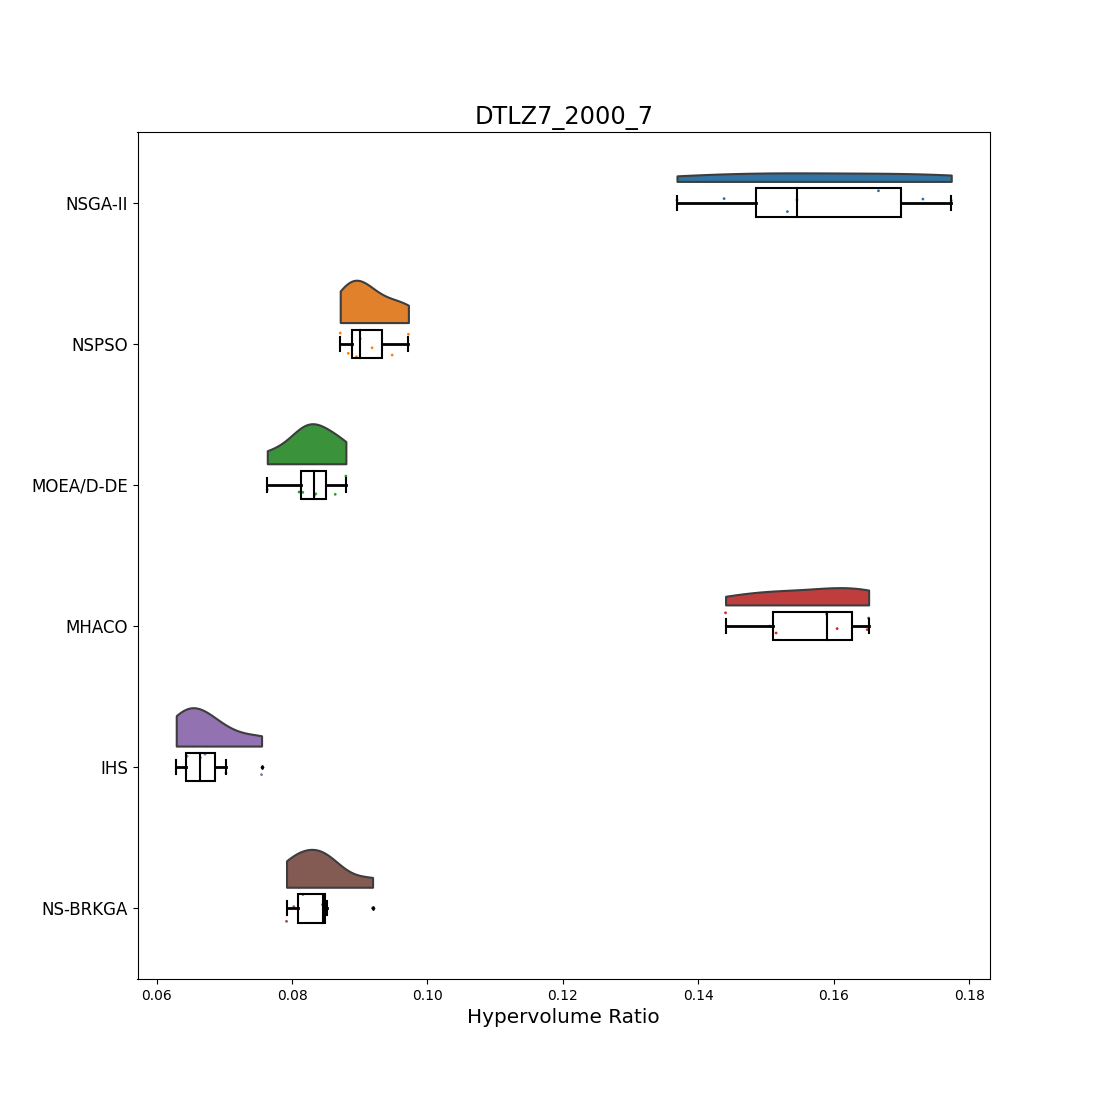 DTLZ7_2000_7
NSGA-II
NSPSO
MOEA/D-DE
MHACO
IHS
NS-BRKGA
0.06 0.08 0.10 0.12 0.14 0.16 0.18
Hypervolume Ratio